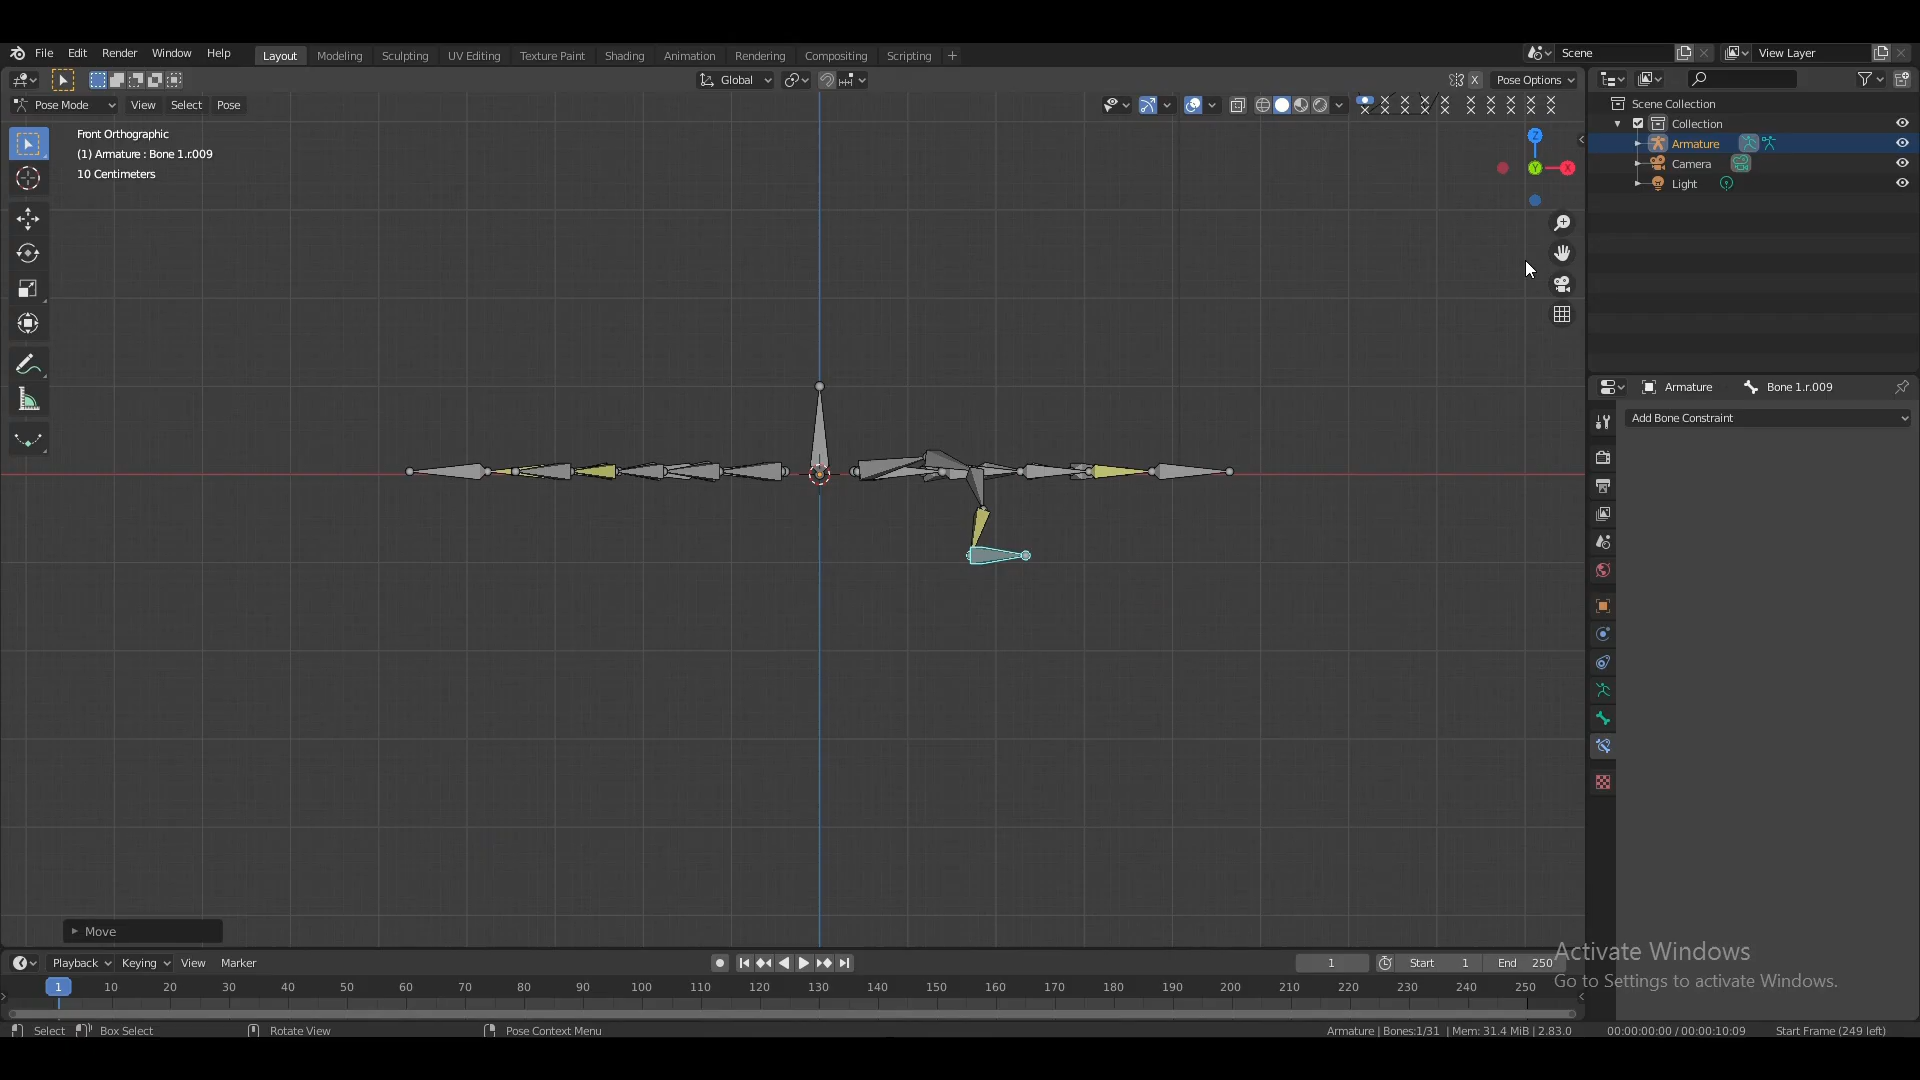 File Edit Render Window Help Layout Modeling Sculpting UV Editing Texture Paint Shading Animation Rendering Compositing Scripting + Scene View Layer
Global X Pose Options
Pose Mode View Select Pose
Scene Collection
Collection
Armature
Camera
Light
Front Orthographic
(1) Armature : Bone 1.r.009
10 Centimeters
Z
Y
X
Armature Bone 1.r.009
Add Bone Constraint
Move
Playback Keying View Marker 1 Start 1 End 250
1 10 20 30 40 50 60 70 80 90 100 110 120 130 140 150 160 170 180 190 200 210 220 230 240 250
Activate Windows
Go to Settings to activate Windows.
Select Box Select Rotate View Pose Context Menu Armature | Bones:1/31 | Mem: 31.4 MiB | 2.83.0 00:00:00:00 / 00:00:10:09 Start Frame (249 left)